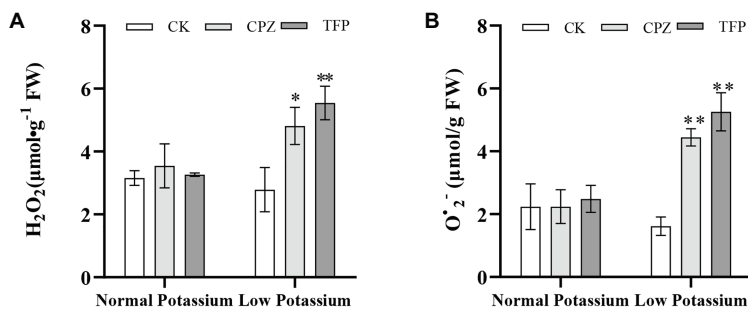 A
CK CPZ TFP
H₂O₂(μmol•g⁻¹ FW)
8
6
4
2
0
* **
Normal Potassium Low Potassium
B
CK CPZ TFP
O•₂⁻ (μmol/g FW)
8
6
4
2
0
** **
Normal Potassium Low Potassium